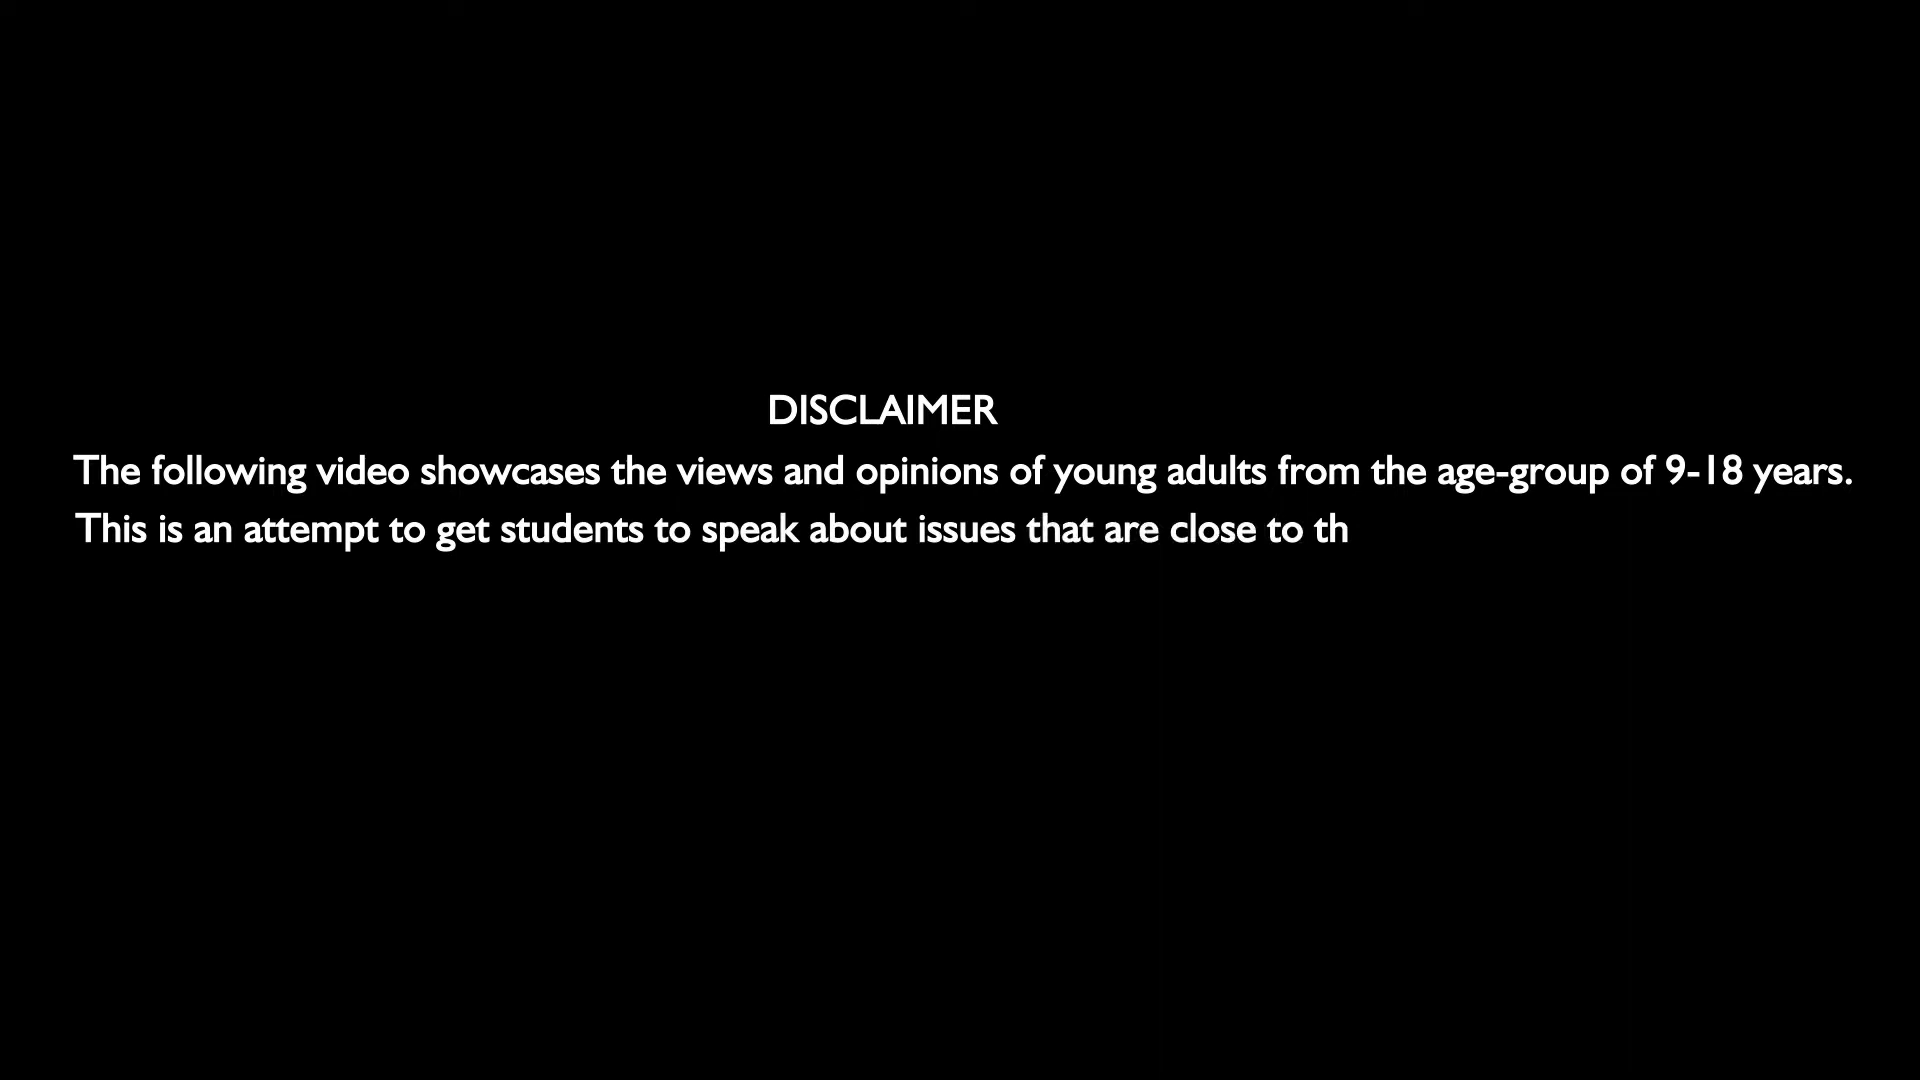 DISCLAIMER
The following video showcases the views and opinions of young adults from the age-group of 9-18 years.
This is an attempt to get students to speak about issues that are close to th